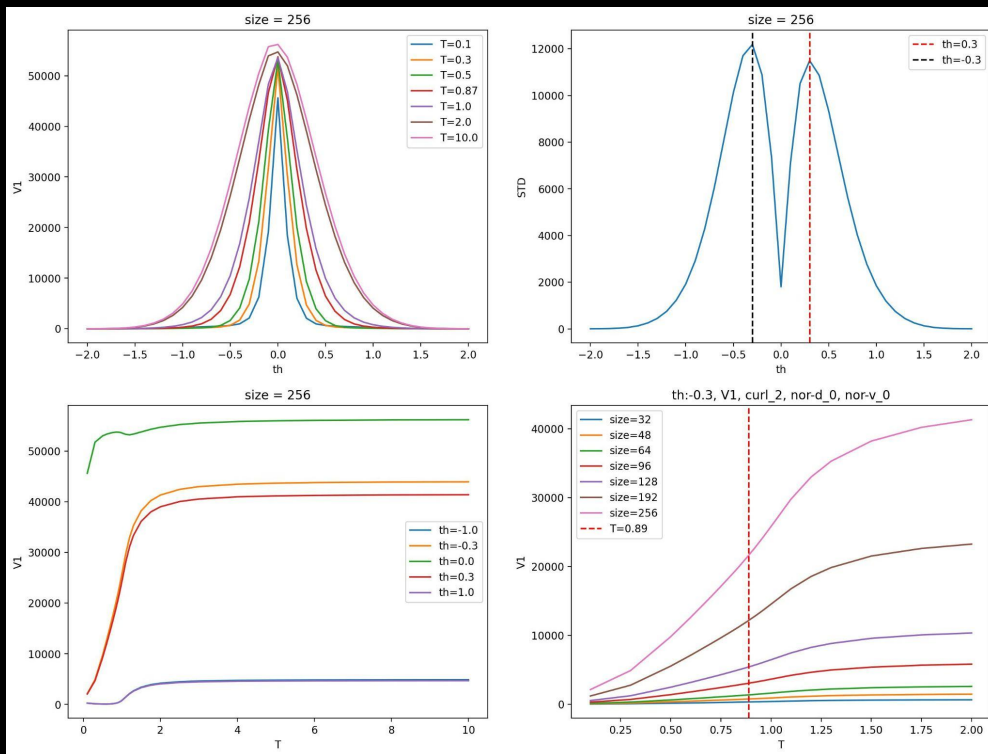 size = 256
T=0.1
T=0.3
T=0.5
T=0.87
T=1.0
T=2.0
T=10.0
50000
40000
30000
20000
10000
0
V1
−2.0 −1.5 −1.0 −0.5 0.0 0.5 1.0 1.5 2.0
th
size = 256
th=0.3
th=-0.3
12000
10000
8000
6000
4000
2000
0
STD
−2.0 −1.5 −1.0 −0.5 0.0 0.5 1.0 1.5 2.0
th
size = 256
th=-1.0
th=-0.3
th=0.0
th=0.3
th=1.0
50000
40000
30000
20000
10000
0
V1
0 2 4 6 8 10
T
th:-0.3, V1, curl_2, nor-d_0, nor-v_0
size=32
size=48
size=64
size=96
size=128
size=192
size=256
T=0.89
40000
30000
20000
10000
0
V1
0.25 0.50 0.75 1.00 1.25 1.50 1.75 2.00
T